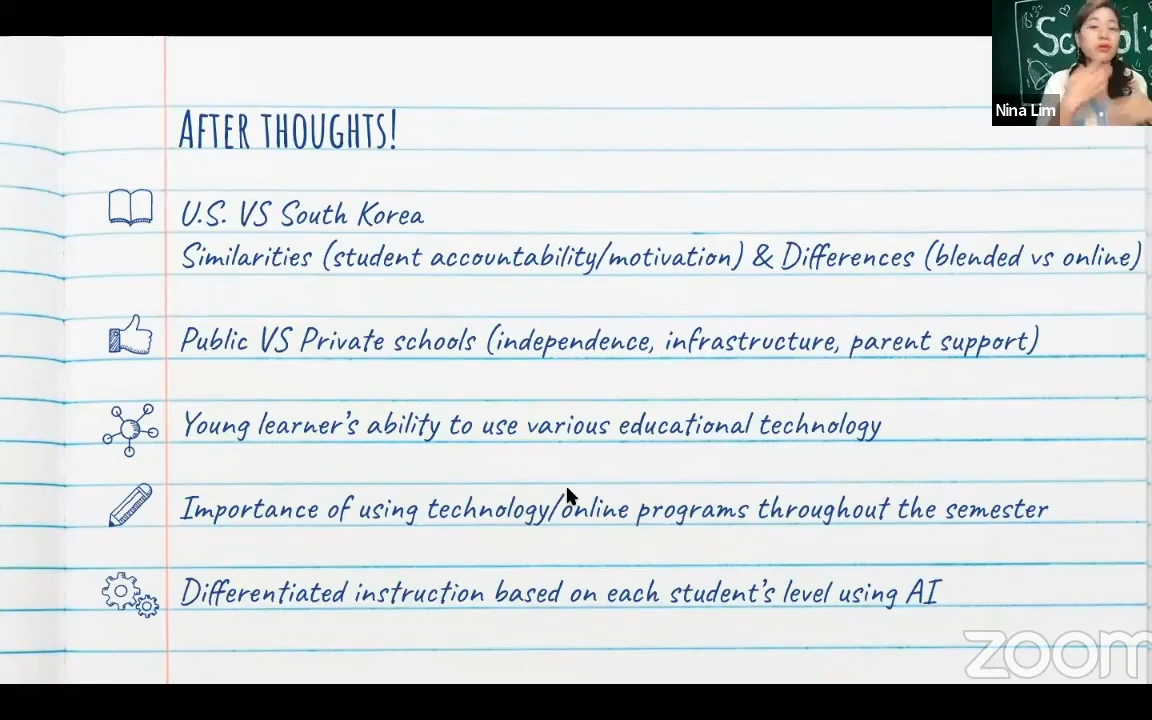 After thoughts!
U.S. VS South Korea
Similarities (student accountability/motivation) & Differences (blended vs online)
Public VS Private schools (independence, infrastructure, parent support)
Young learner's ability to use various educational technology
Importance of using technology/online programs throughout the semester
Differentiated instruction based on each student's level using AI
School's
Nina Lim
zoom